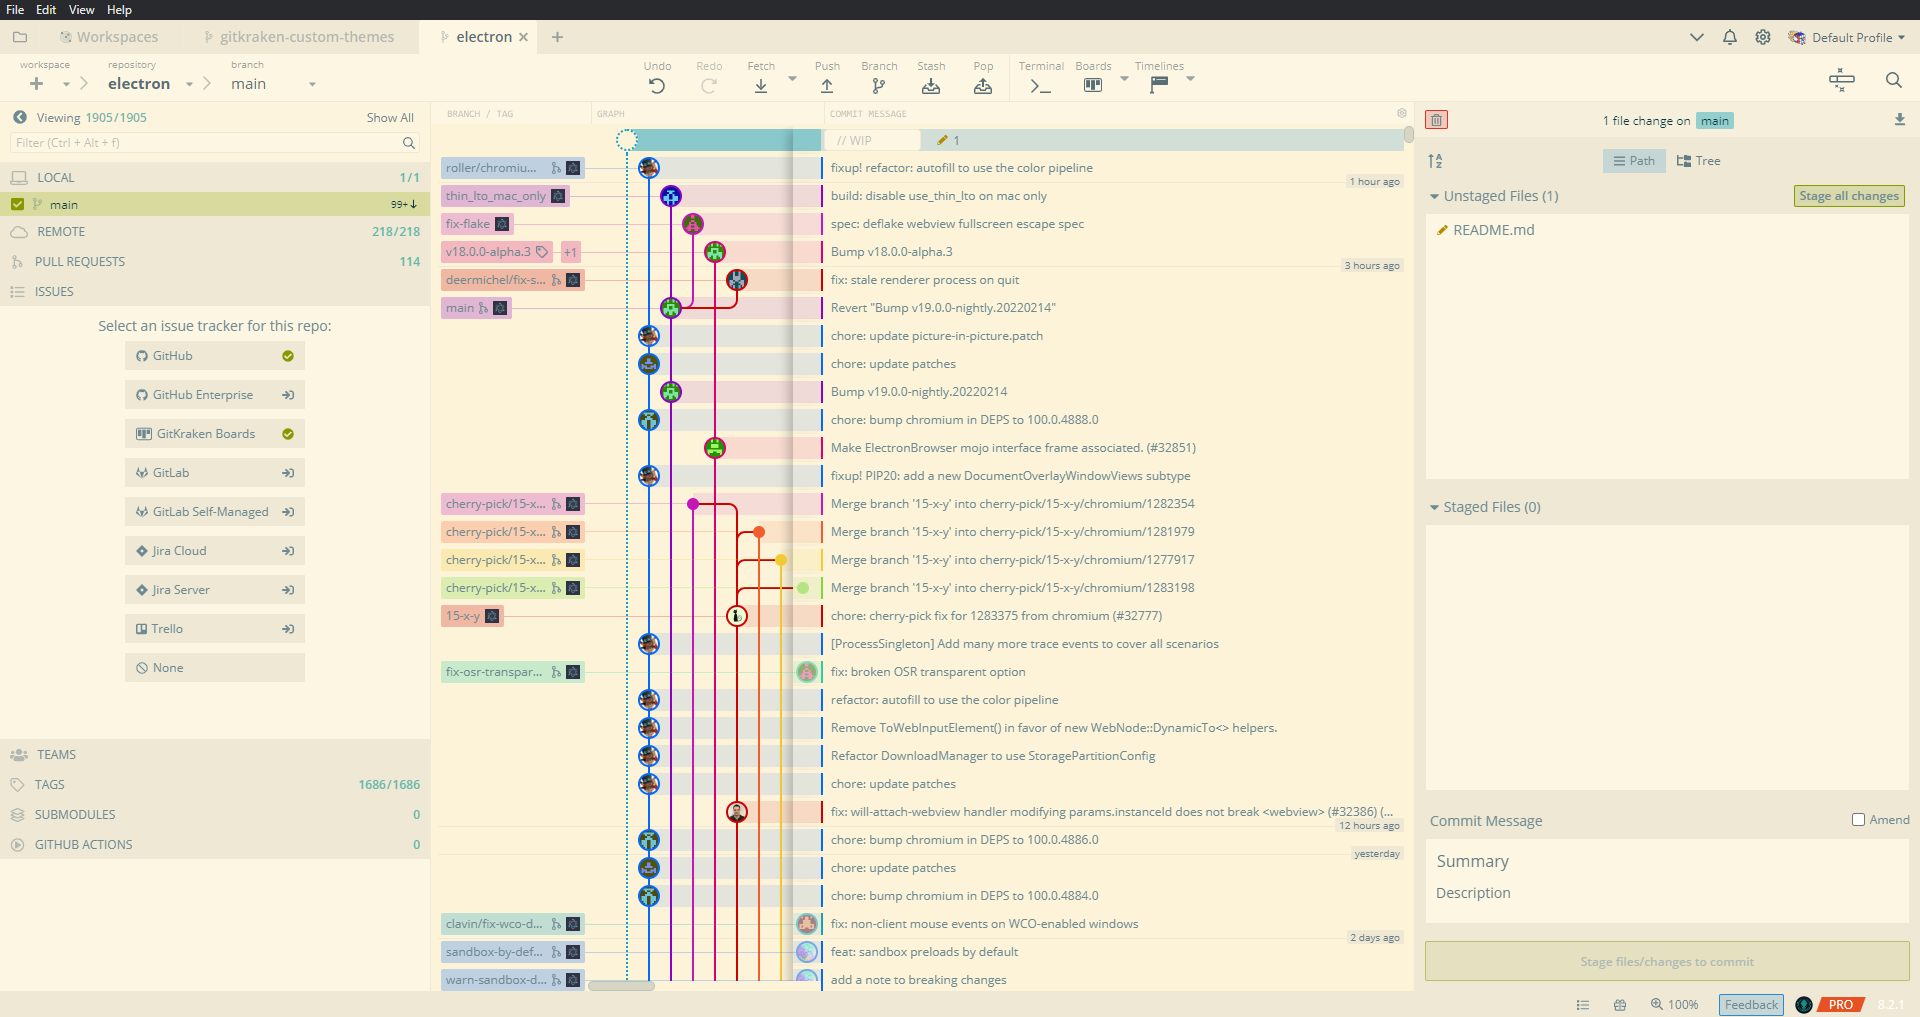 File Edit View Help
Workspaces gitkraken-custom-themes electron
Default Profile
workspace
repository
electron
branch
main
Undo Redo Fetch Push Branch Stash Pop Terminal Boards Timelines
Viewing 1905/1905 Show All
Filter (Ctrl + Alt + f)
LOCAL 1/1
main 99+
REMOTE 218/218
PULL REQUESTS 114
ISSUES
Select an issue tracker for this repo:
GitHub
GitHub Enterprise
GitKraken Boards
GitLab
GitLab Self-Managed
Jira Cloud
Jira Server
Trello
None
TEAMS
TAGS 1686/1686
SUBMODULES 0
GITHUB ACTIONS 0
BRANCH / TAG GRAPH COMMIT MESSAGE
// WIP 1
roller/chromiu... fixup! refactor: autofill to use the color pipeline
1 hour ago
thin_lto_mac_only build: disable use_thin_lto on mac only
fix-flake spec: deflake webview fullscreen escape spec
v18.0.0-alpha.3 +1 Bump v18.0.0-alpha.3
3 hours ago
deermichel/fix-s... fix: stale renderer process on quit
main Revert "Bump v19.0.0-nightly.20220214"
chore: update picture-in-picture.patch
chore: update patches
Bump v19.0.0-nightly.20220214
chore: bump chromium in DEPS to 100.0.4888.0
Make ElectronBrowser mojo interface frame associated. (#32851)
fixup! PIP20: add a new DocumentOverlayWindowViews subtype
cherry-pick/15-x... Merge branch '15-x-y' into cherry-pick/15-x-y/chromium/1282354
cherry-pick/15-x... Merge branch '15-x-y' into cherry-pick/15-x-y/chromium/1281979
cherry-pick/15-x... Merge branch '15-x-y' into cherry-pick/15-x-y/chromium/1277917
cherry-pick/15-x... Merge branch '15-x-y' into cherry-pick/15-x-y/chromium/1283198
15-x-y chore: cherry-pick fix for 1283375 from chromium (#32777)
[ProcessSingleton] Add many more trace events to cover all scenarios
fix-osr-transpar... fix: broken OSR transparent option
refactor: autofill to use the color pipeline
Remove ToWebInputElement() in favor of new WebNode::DynamicTo<> helpers.
Refactor DownloadManager to use StoragePartitionConfig
chore: update patches
fix: will-attach-webview handler modifying params.instanceId does not break <webview> (#32386) (...
12 hours ago
chore: bump chromium in DEPS to 100.0.4886.0
yesterday
chore: update patches
chore: bump chromium in DEPS to 100.0.4884.0
clavin/fix-wco-d... fix: non-client mouse events on WCO-enabled windows
2 days ago
sandbox-by-def... feat: sandbox preloads by default
warn-sandbox-d... add a note to breaking changes
1 file change on main
Path Tree
Unstaged Files (1) Stage all changes
README.md
Staged Files (0)
Commit Message Amend
Summary
Description
Stage files/changes to commit
100% Feedback PRO 8.2.1